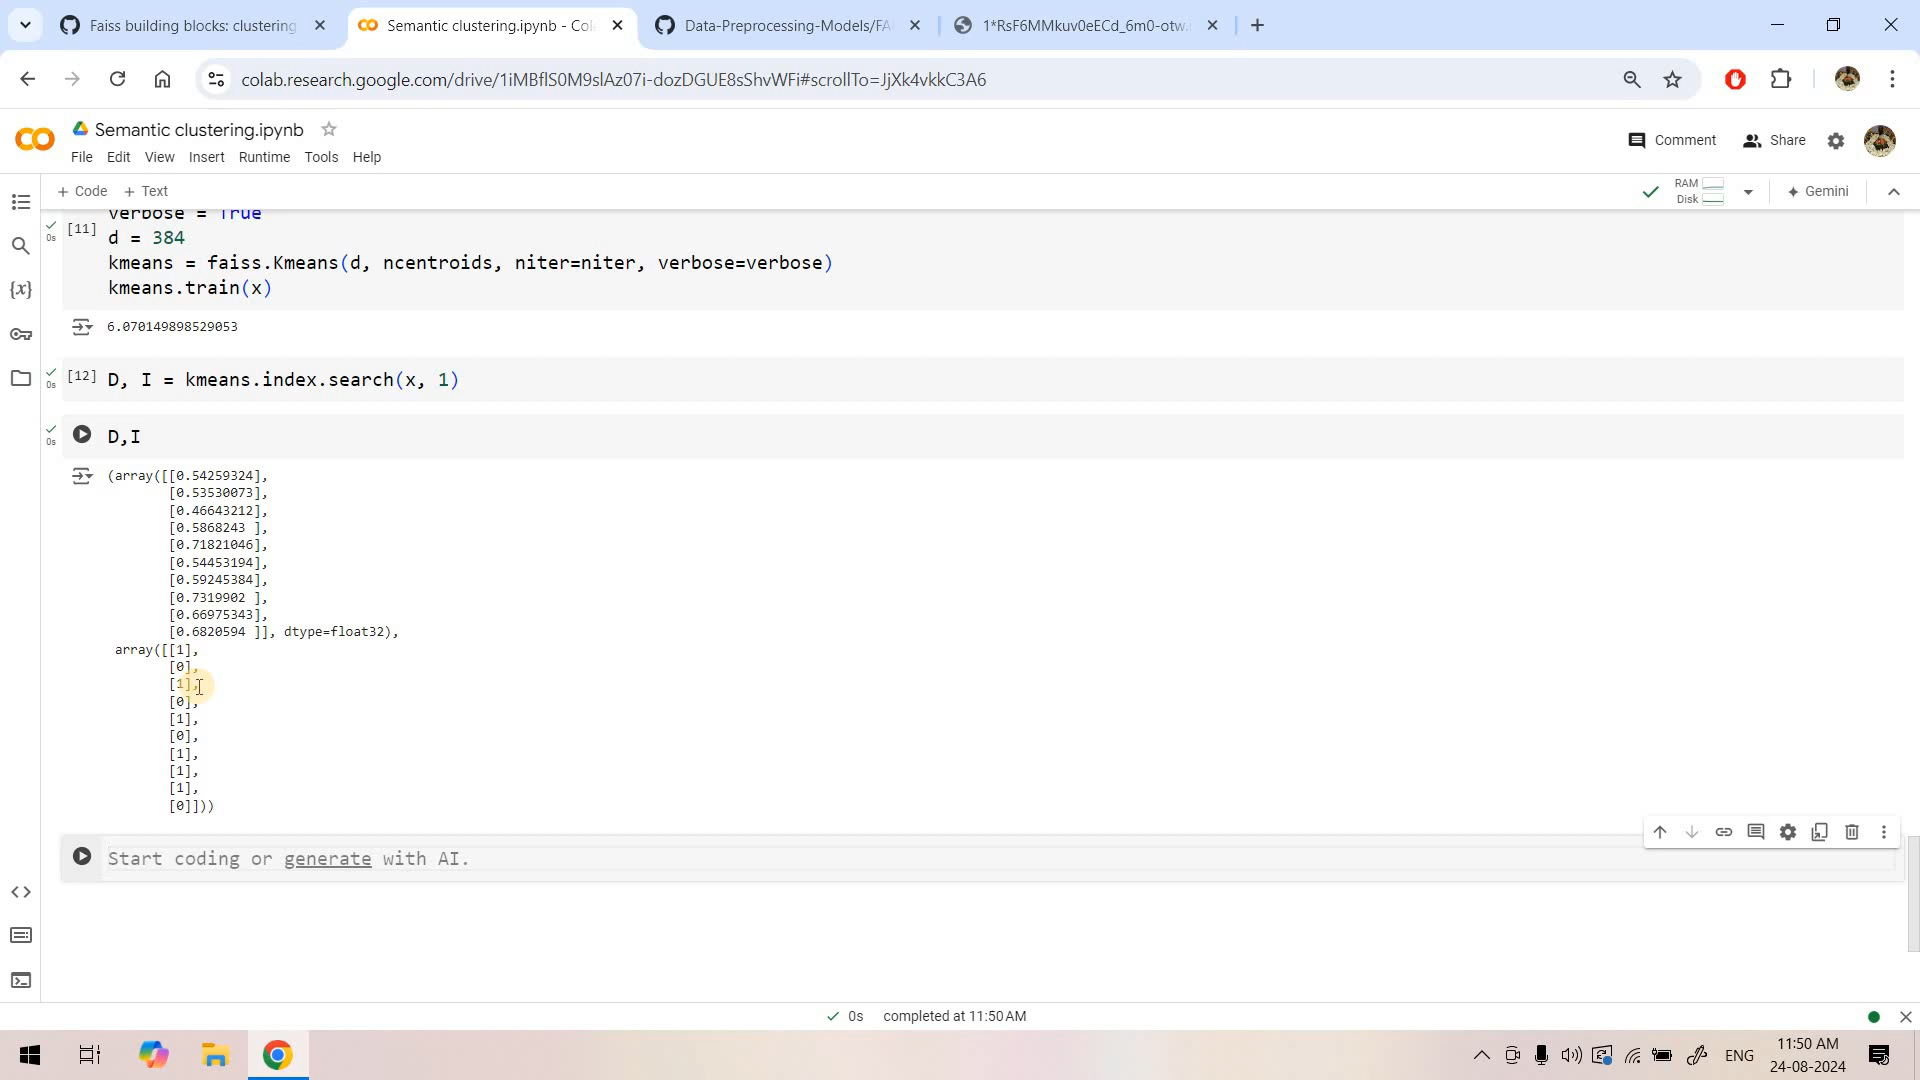 Faiss building blocks: clustering
Semantic clustering.ipynb - Col
Data-Preprocessing-Models/FA
1*RsF6MMkuv0eECd_6m0-otw.
colab.research.google.com/drive/1iMBflS0M9slAz07i-dozDGUE8sShvWFi#scrollTo=JjXk4vkkC3A6
Semantic clustering.ipynb
Comment
Share
File Edit View Insert Runtime Tools Help
+ Code + Text
RAM
Disk
Gemini
verbose = True
[11]
0s
d = 384
kmeans = faiss.Kmeans(d, ncentroids, niter=niter, verbose=verbose)
kmeans.train(x)
6.070149898529053
[12] D, I = kmeans.index.search(x, 1)
0s
D,I
0s
(array([[0.54259324],
[0.53530073],
[0.46643212],
[0.5868243 ],
[0.71821046],
[0.54453194],
[0.59245384],
[0.7319902 ],
[0.66975343],
[0.6820594 ]], dtype=float32),
array([[1],
[0],
[1],
[0],
[1],
[0],
[1],
[1],
[1],
[0]]))
Start coding or generate with AI.
0s completed at 11:50 AM
ENG
11:50 AM
24-08-2024